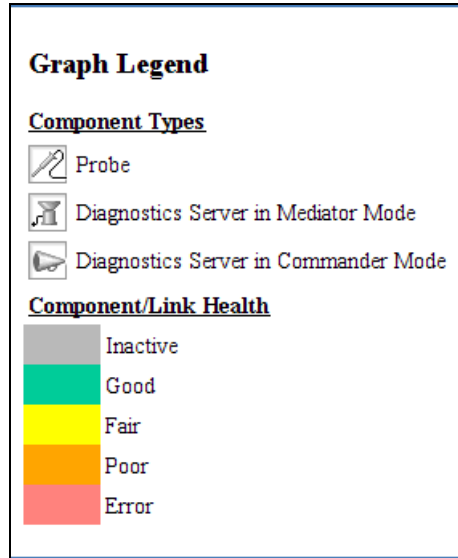 Graph Legend
Component Types
Probe
Diagnostics Server in Mediator Mode
Diagnostics Server in Commander Mode
Component/Link Health
Inactive
Good
Fair
Poor
Error